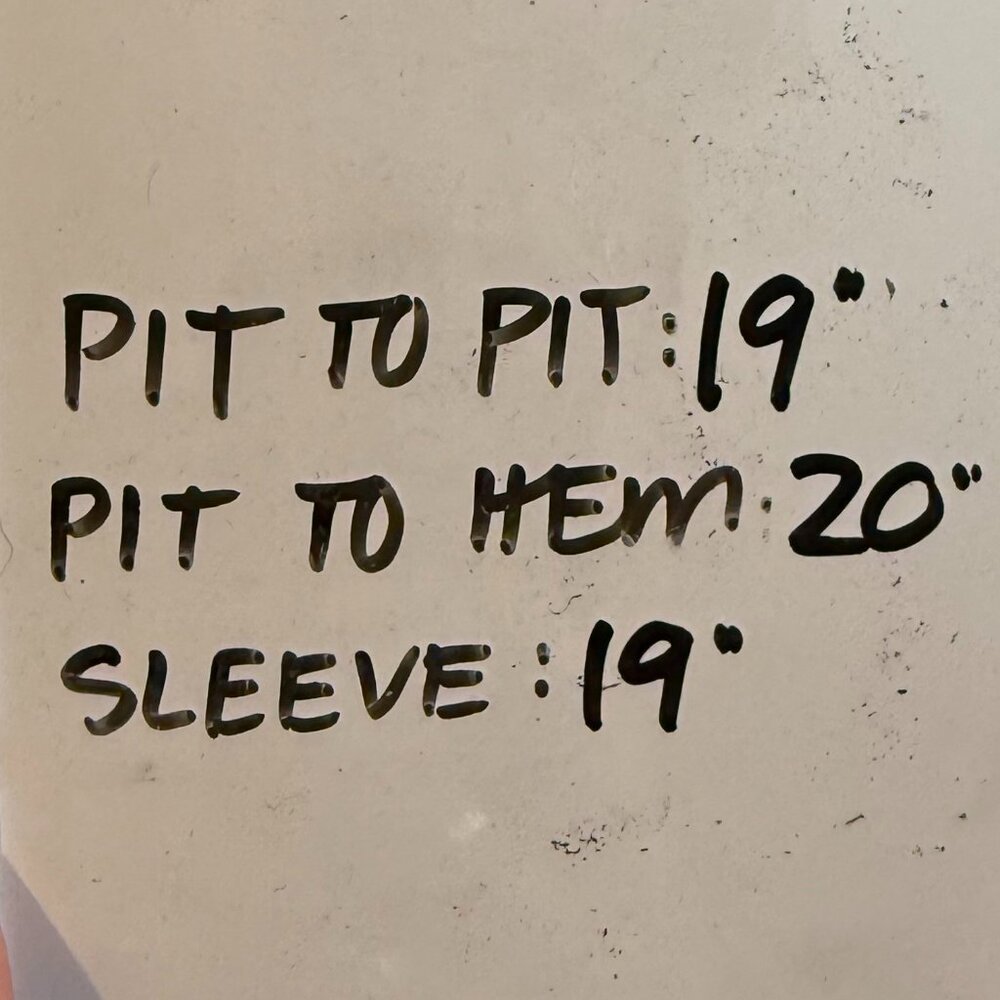 PIT TO PIT: 19"
PIT TO HEM: 20"
SLEEVE: 19"